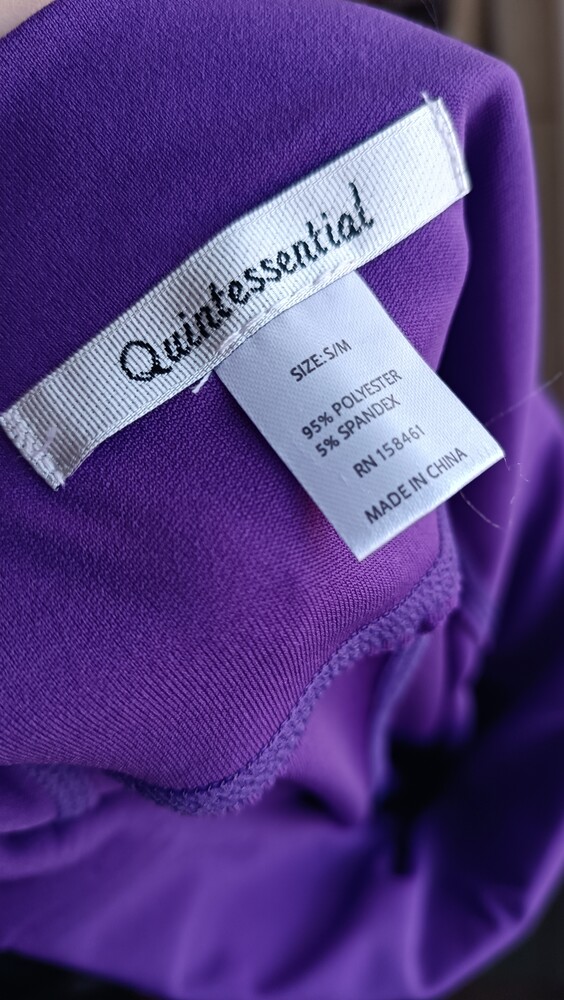 Quintessential
SIZE:S/M
95% POLYESTER
5% SPANDEX
RN 158461
MADE IN CHINA